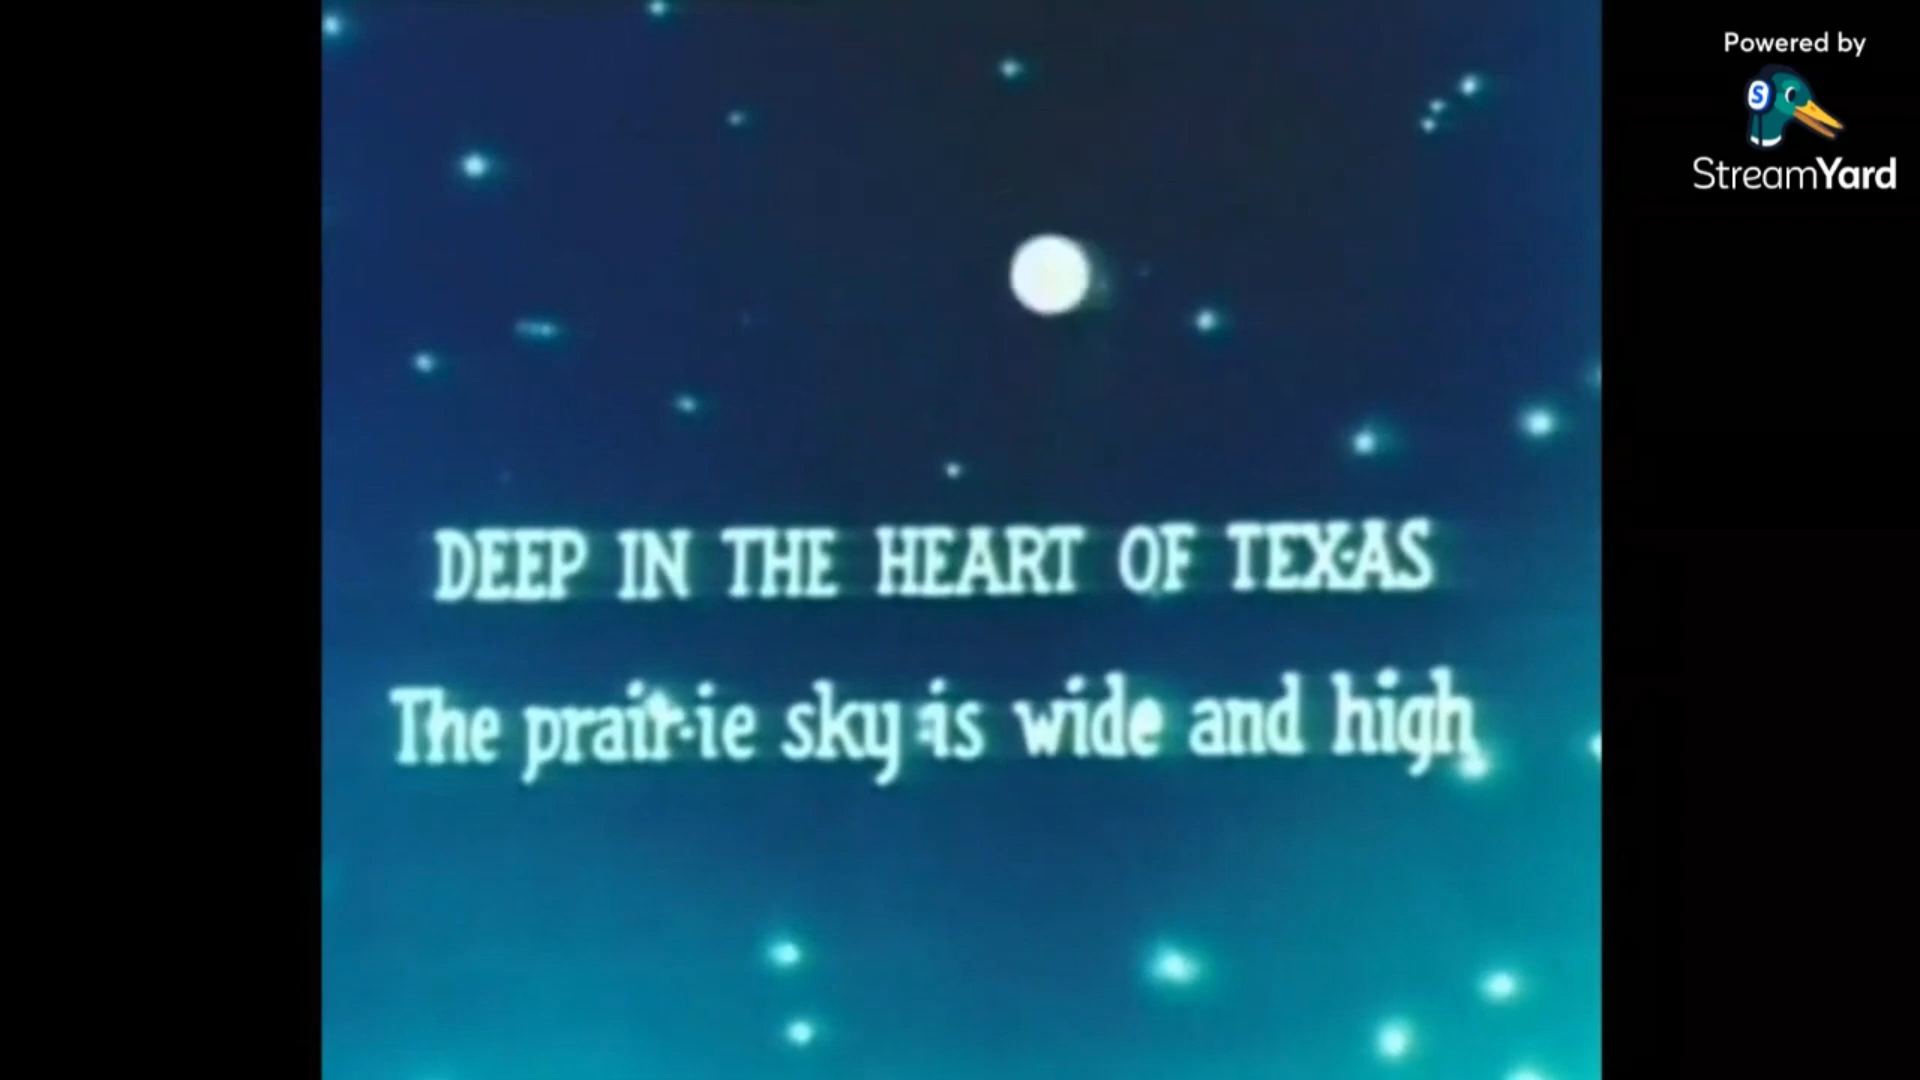 Powered by
StreamYard
DEEP IN THE HEART OF TEX-AS
The prair-ie sky is wide and high